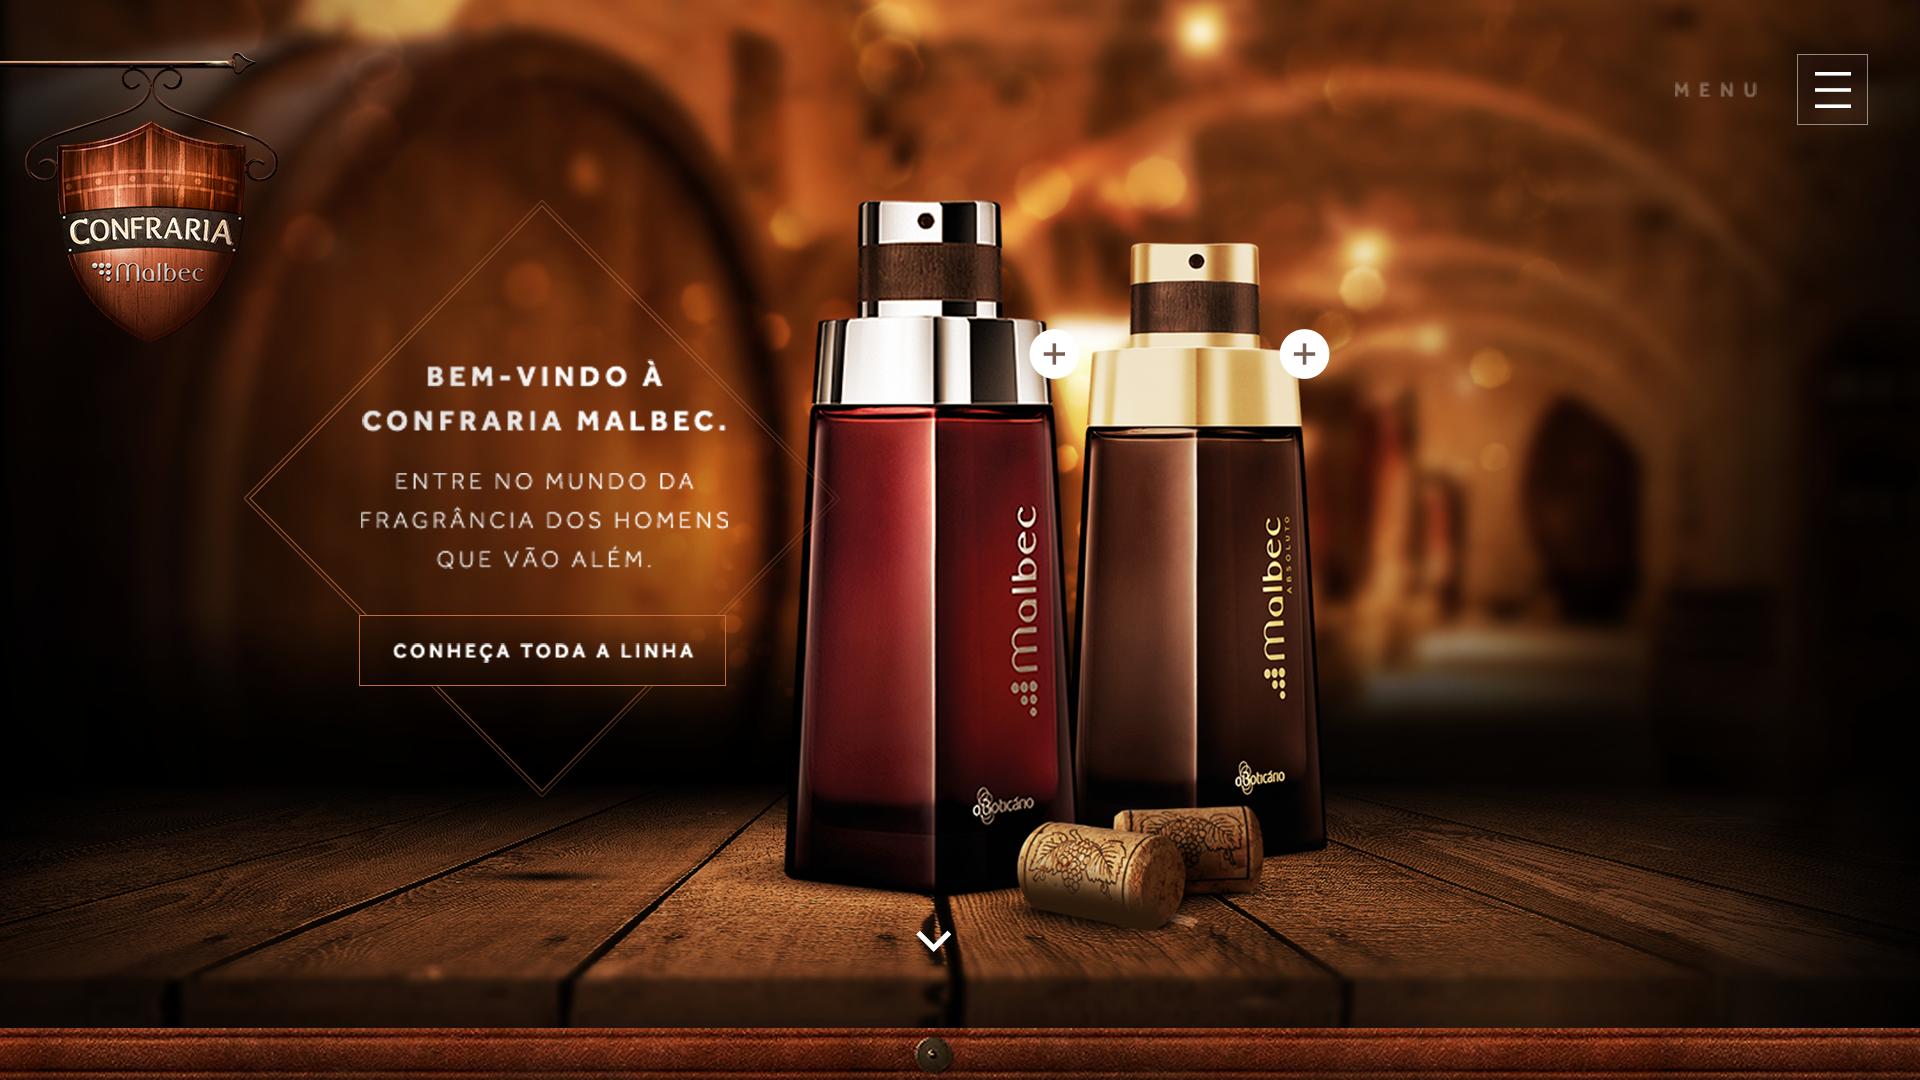 MENU
CONFRARIA
Malbec
BEM-VINDO À
CONFRARIA MALBEC.
ENTRE NO MUNDO DA
FRAGRÂNCIA DOS HOMENS
QUE VÃO ALÉM.
CONHEÇA TODA A LINHA
Malbec
oBoticário
Malbec
ABSOLUTO
oBoticário